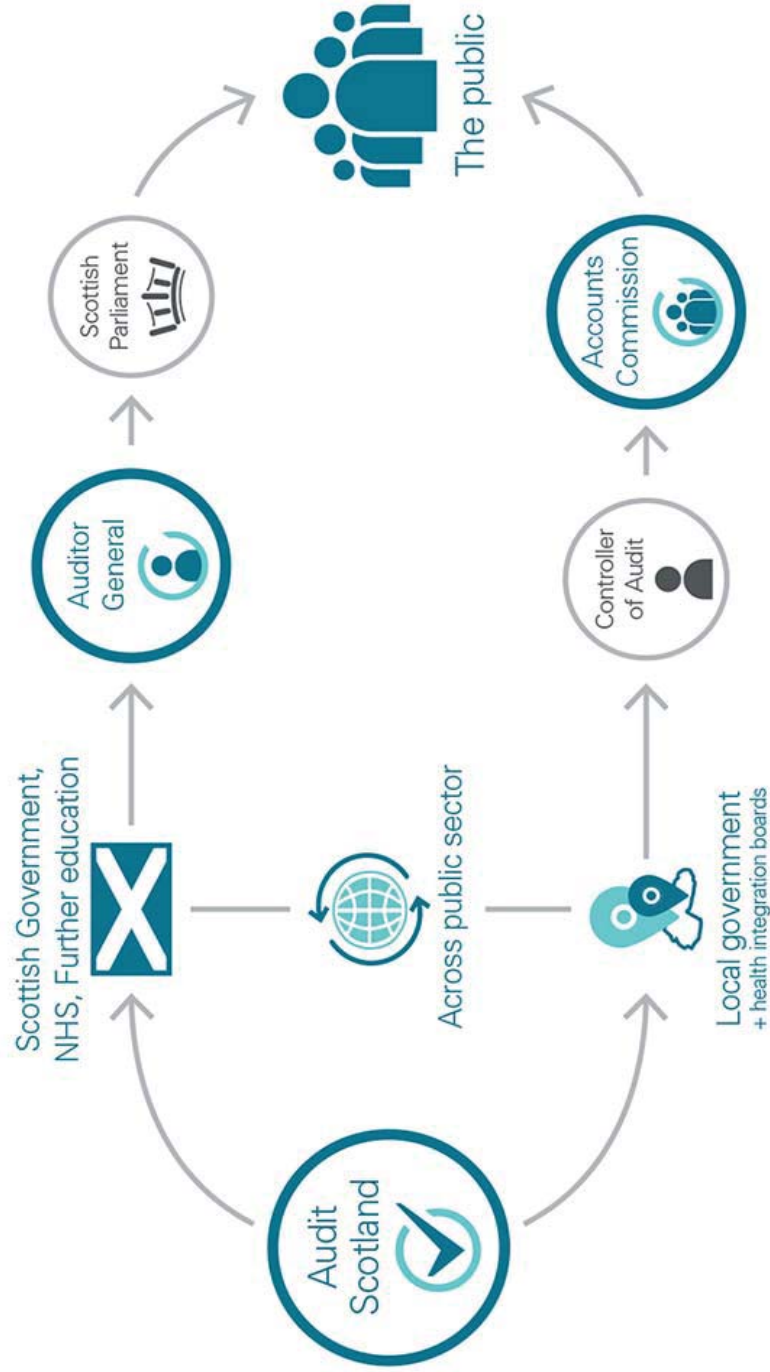 Audit
Scotland
Scottish Government,
NHS, Further education
Across public sector
Local government
+ health integration boards
Auditor
General
Scottish
Parliament
Controller
of Audit
Accounts
Commission
The public